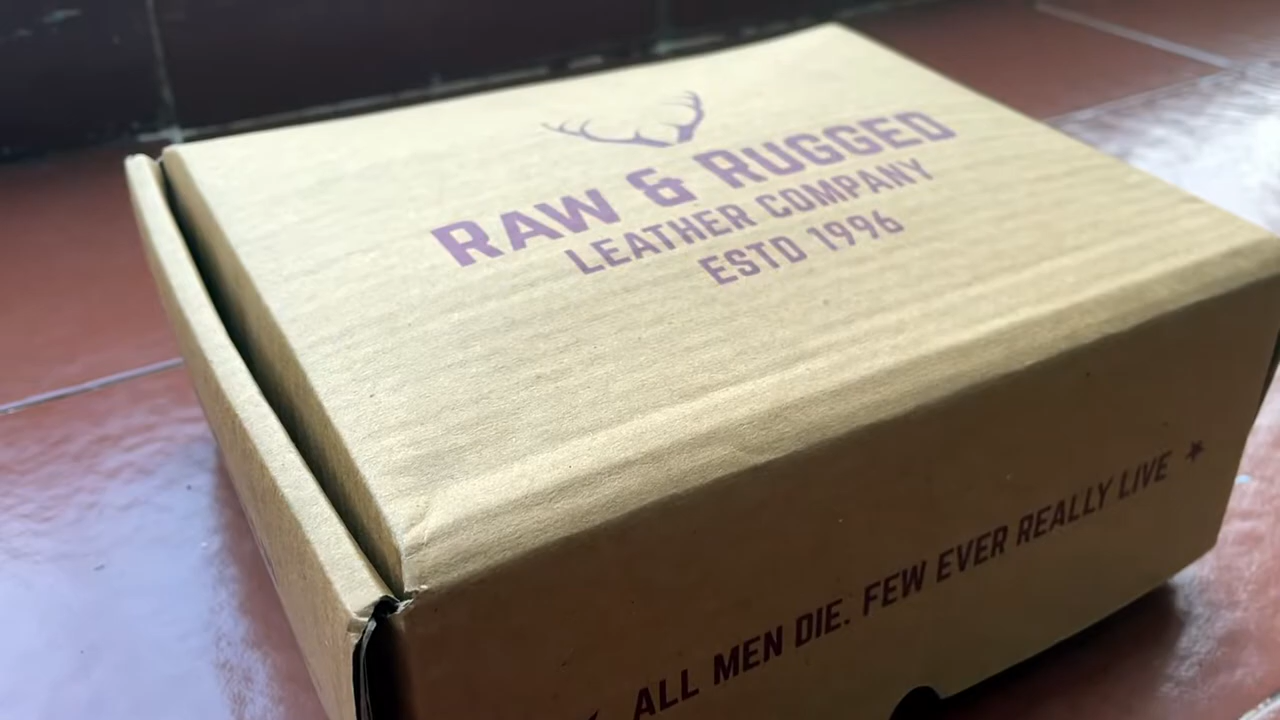 RAW & RUGGED
LEATHER COMPANY
ESTD 1996
ALL MEN DIE. FEW EVER REALLY LIVE